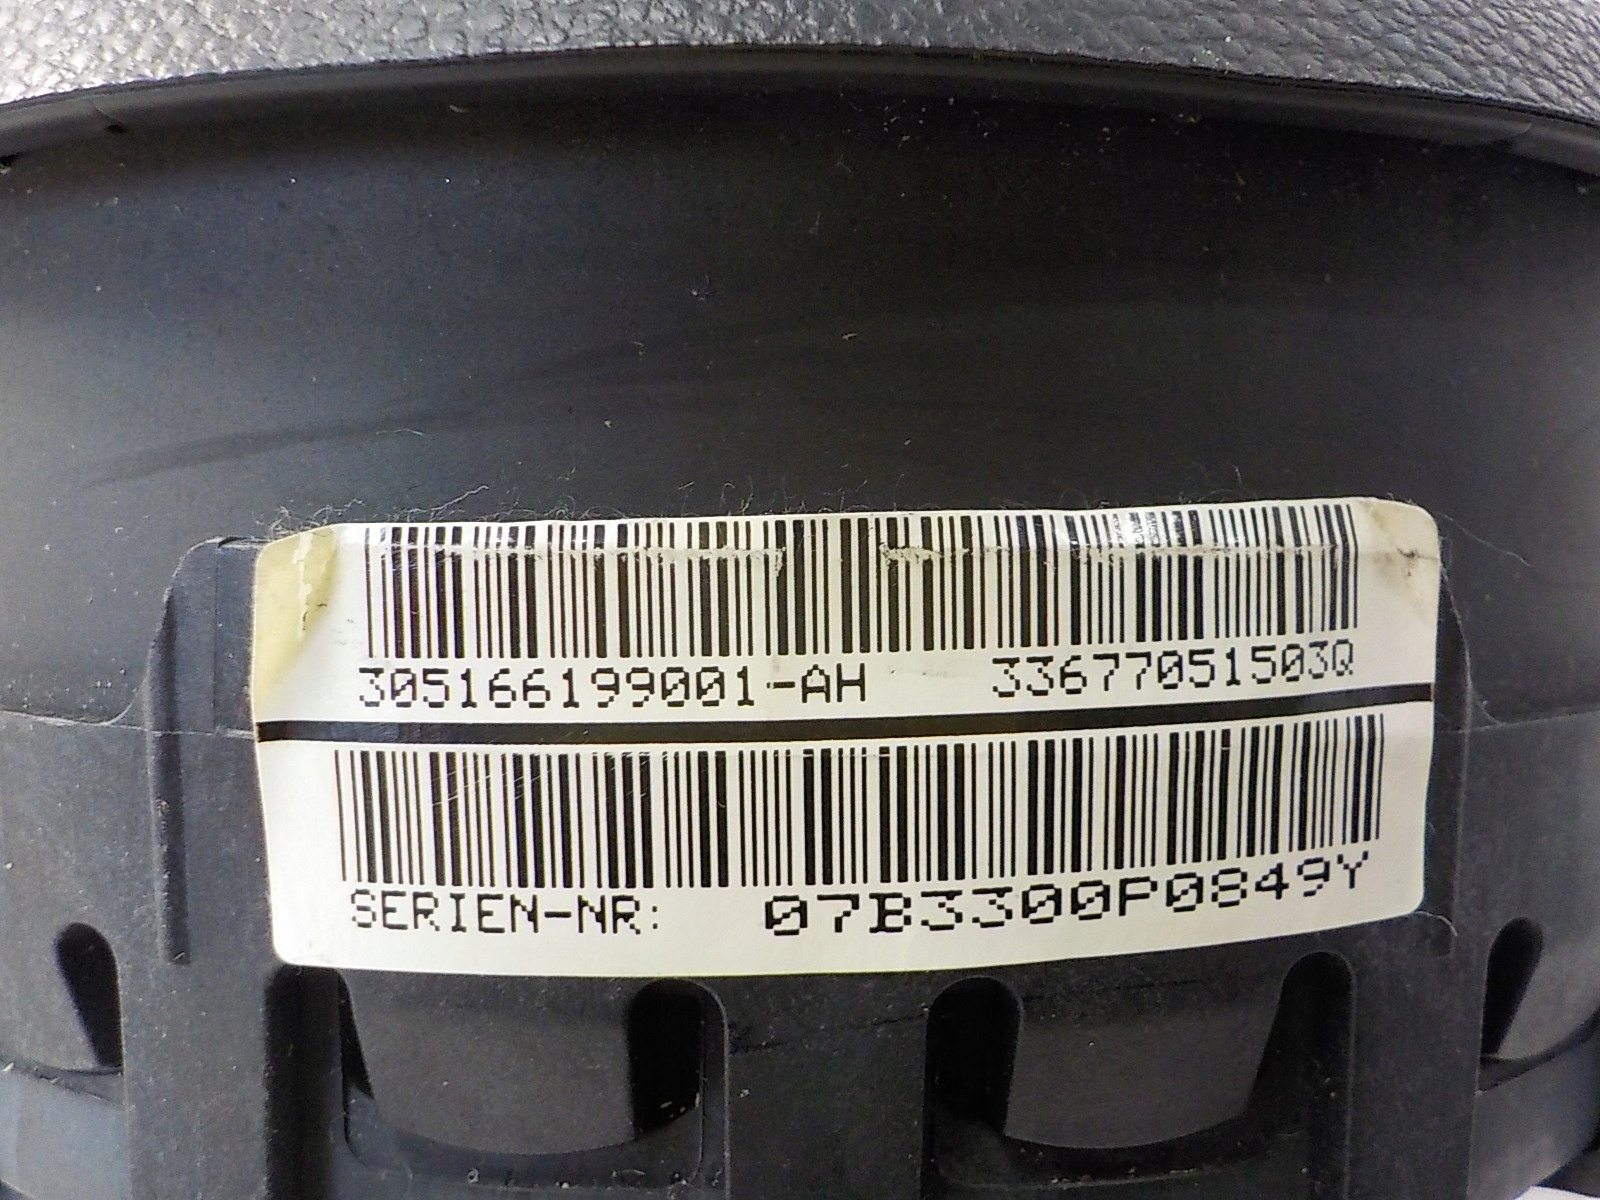 305166199001-AH 33677051503Q
SERIEN-NR: 07B3300P0849Y